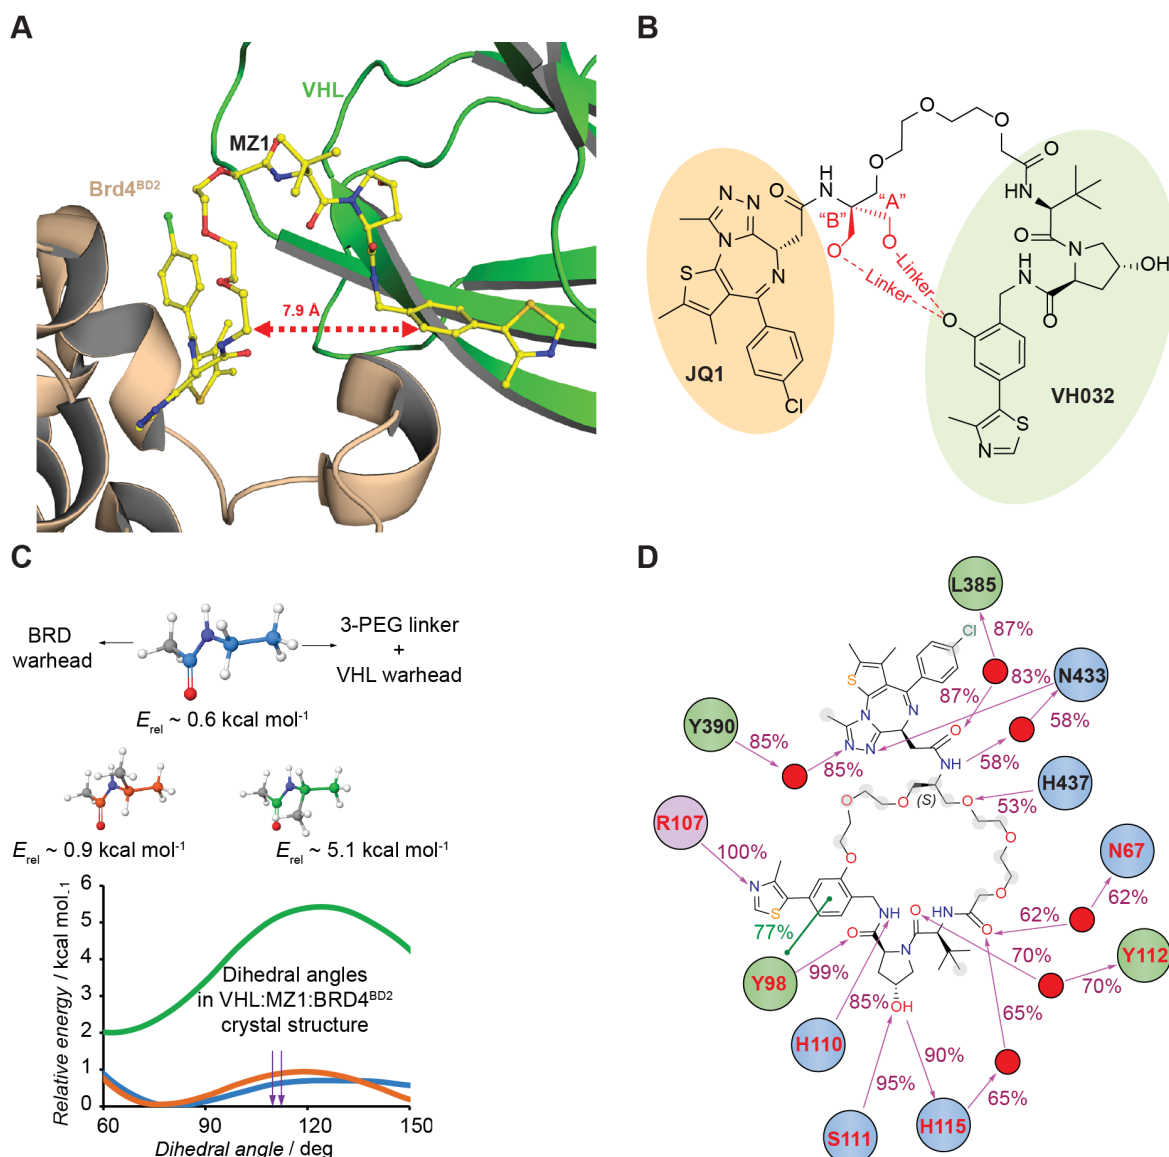 A
VHL
MZ1
Brd4BD2
7.9 Å
B
O
O
O
O
HN
O
NH
N
N
N
"A"
"B"
O
O
Linker
Linker
O
N
OH
NH
O
O
S
N
JQ1
Cl
VH032
S
N
C
BRD
warhead
3-PEG linker
+
VHL warhead
Erel ~ 0.6 kcal mol-1
Erel ~ 0.9 kcal mol-1
Erel ~ 5.1 kcal mol-1
Relative energy / kcal mol-1
6
5
4
3
2
1
0
Dihedral angles
in VHL:MZ1:BRD4BD2
crystal structure
60
90
120
150
Dihedral angle / deg
D
L385
87%
Cl
83%
N433
87%
58%
S
N
N
N
N
O
Y390
85%
85%
58%
NH
H437
53%
(S)
O
O
O
O
O
O
R107
100%
N67
62%
62%
N
S
77%
NH
O
O
HN
O
N
70%
Y112
70%
Y98
99%
85%
OH
65%
H110
90%
95%
65%
S111
H115